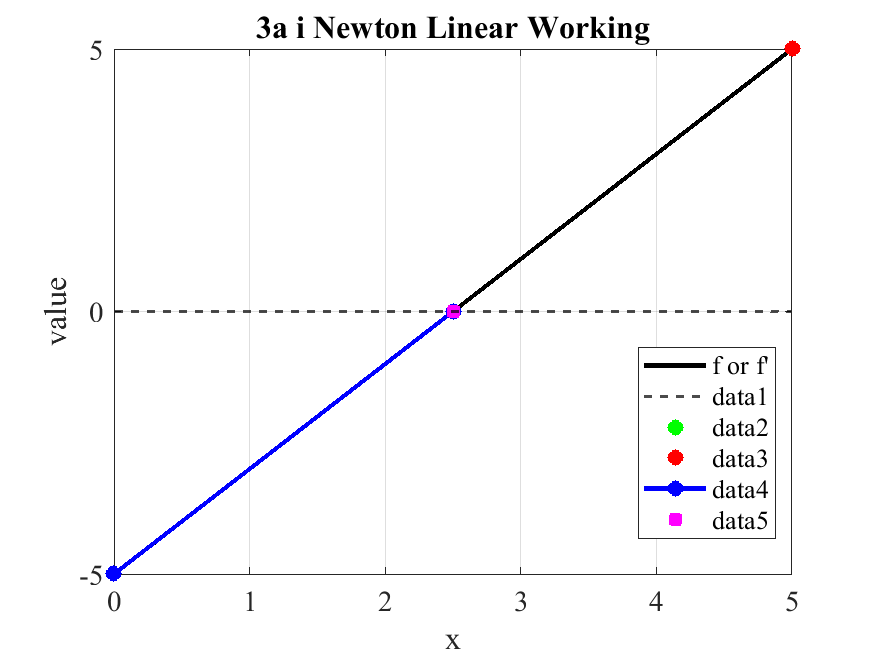 3a i Newton Linear Working
5
0
-5
value
0 1 2 3 4 5
x
f or f'
data1
data2
data3
data4
data5